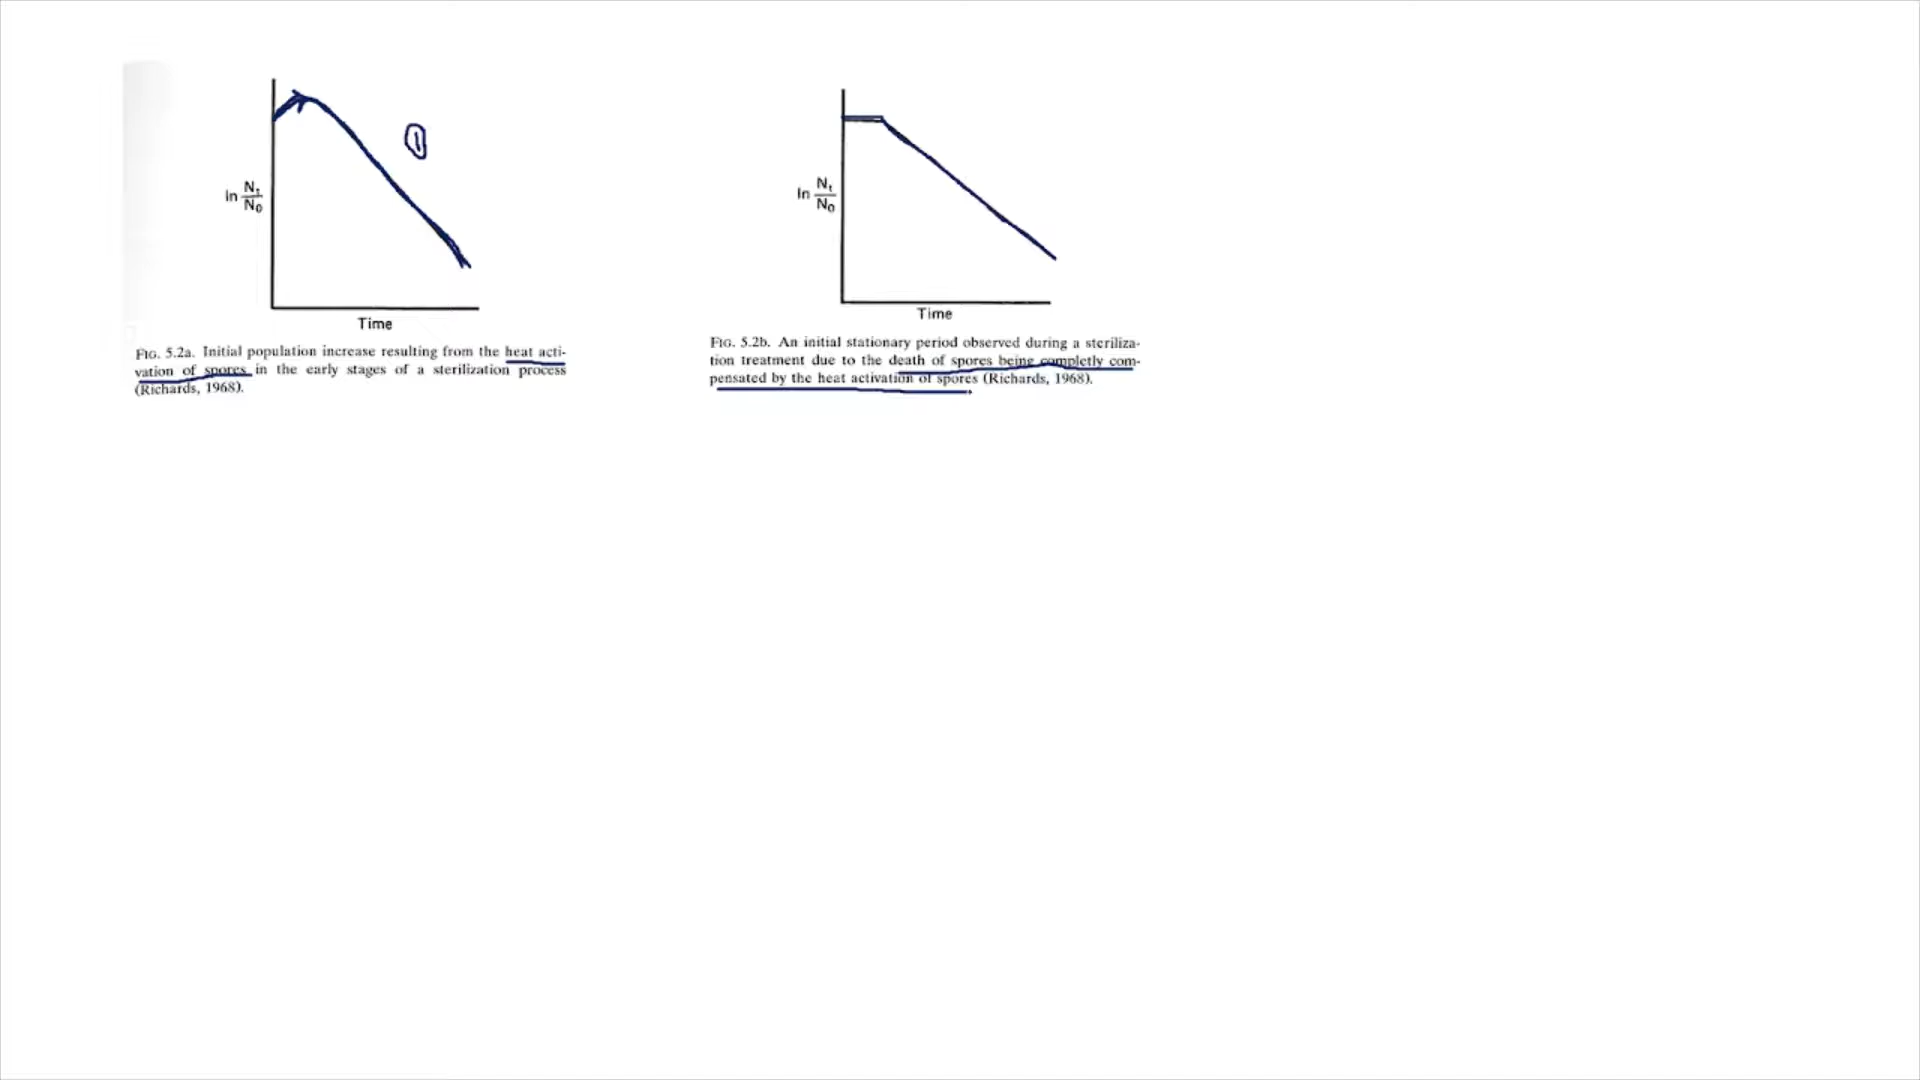 ①
ln Nt/N0
Time
FIG. 5.2a. Initial population increase resulting from the heat acti-
vation of spores in the early stages of a sterilization process
(Richards, 1968).
ln Nt/N0
Time
FIG. 5.2b. An initial stationary period observed during a steriliza-
tion treatment due to the death of spores being completly com-
pensated by the heat activation of spores (Richards, 1968).